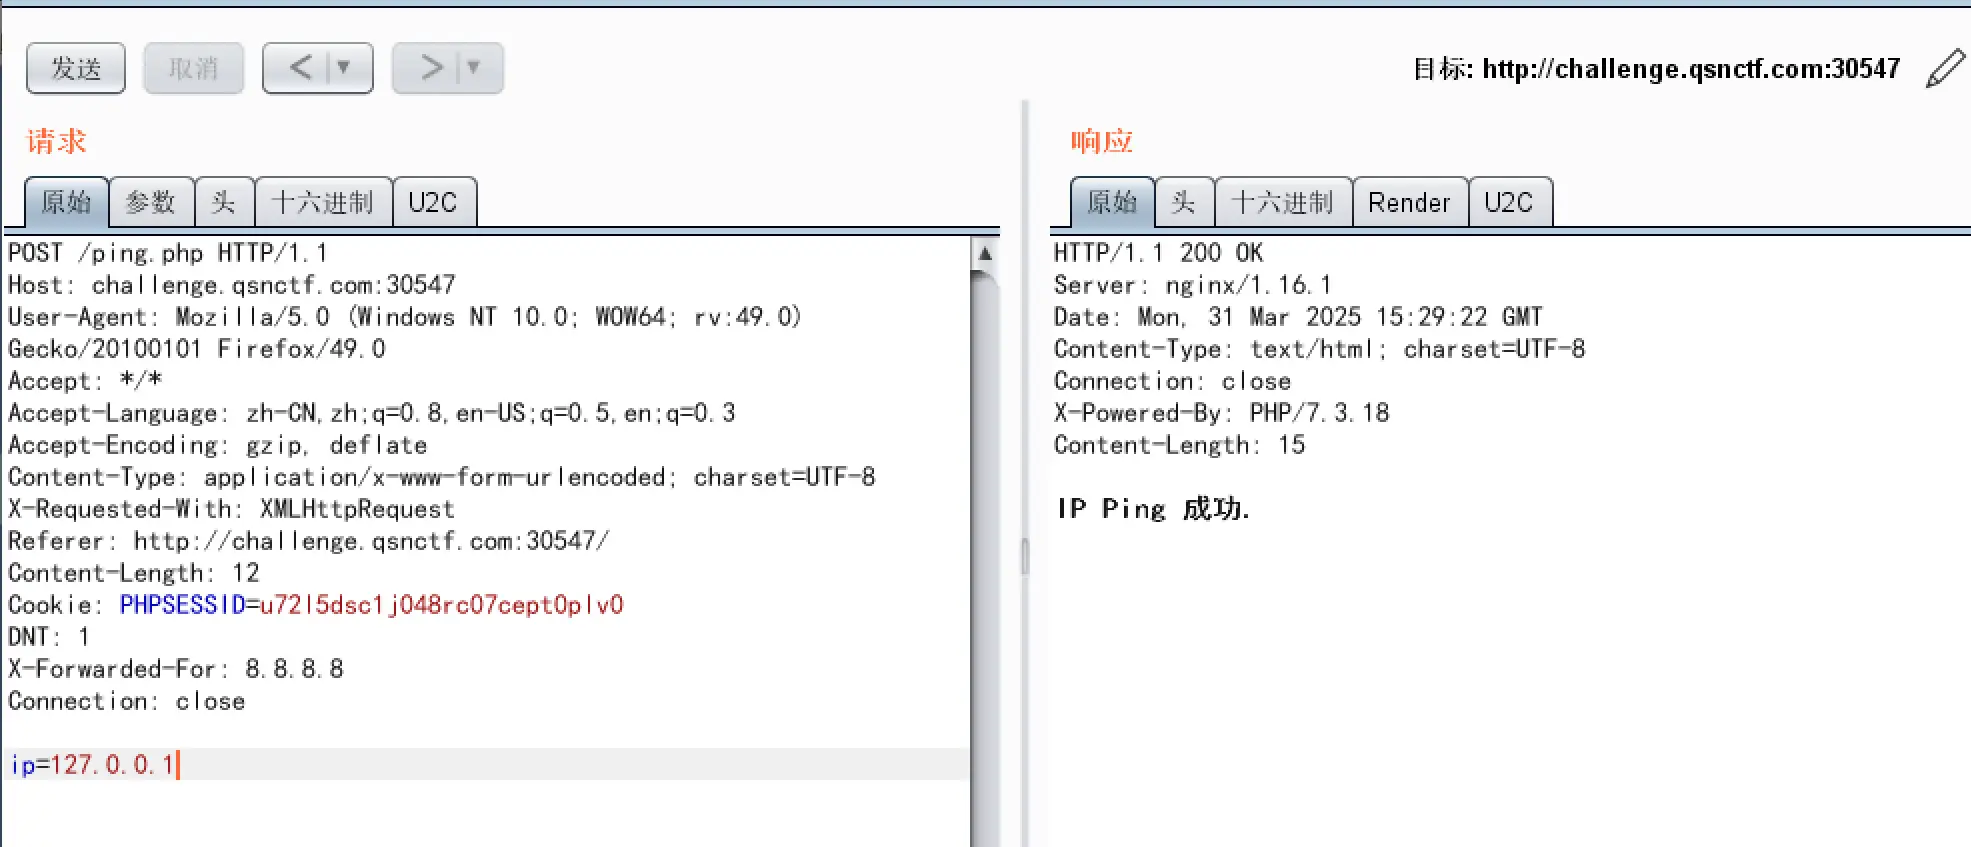 发送 取消 < ▼ > ▼ 目标: http://challenge.qsnctf.com:30547
请求
原始 参数 头 十六进制 U2C
POST /ping.php HTTP/1.1
Host: challenge.qsnctf.com:30547
User-Agent: Mozilla/5.0 (Windows NT 10.0; WOW64; rv:49.0)
Gecko/20100101 Firefox/49.0
Accept: */*
Accept-Language: zh-CN,zh;q=0.8,en-US;q=0.5,en;q=0.3
Accept-Encoding: gzip, deflate
Content-Type: application/x-www-form-urlencoded; charset=UTF-8
X-Requested-With: XMLHttpRequest
Referer: http://challenge.qsnctf.com:30547/
Content-Length: 12
Cookie: PHPSESSID=u72l5dsc1j048rc07cept0plv0
DNT: 1
X-Forwarded-For: 8.8.8.8
Connection: close
ip=127.0.0.1
响应
原始 头 十六进制 Render U2C
HTTP/1.1 200 OK
Server: nginx/1.16.1
Date: Mon, 31 Mar 2025 15:29:22 GMT
Content-Type: text/html; charset=UTF-8
Connection: close
X-Powered-By: PHP/7.3.18
Content-Length: 15
IP Ping 成功.